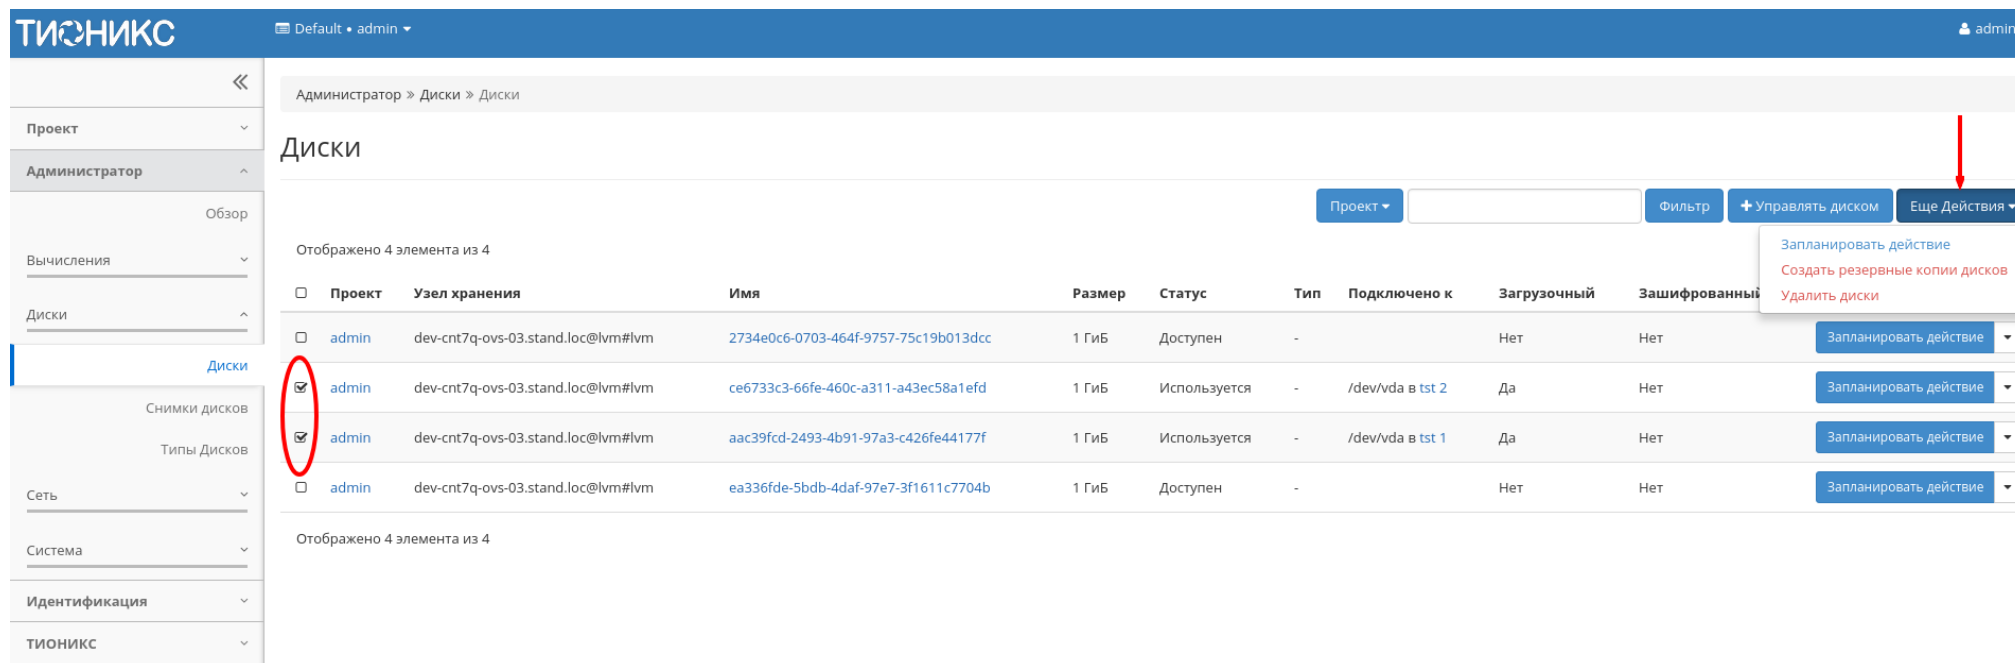 ТИОНИКС
Default • admin
admin
Администратор » Диски » Диски
Проект
Администратор
Обзор
Вычисления
Диски
Диски
Снимки дисков
Типы Дисков
Сеть
Система
Идентификация
ТИОНИКС
Диски
Проект Фильтр + Управлять диском Еще Действия
Запланировать действие
Создать резервные копии дисков
Удалить диски
Отображено 4 элемента из 4
Проект Узел хранения Имя Размер Статус Тип Подключено к Загрузочный Зашифрованный
admin dev-cnt7q-ovs-03.stand.loc@lvm#lvm 2734e0c6-0703-464f-9757-75c19b013dcc 1 ГиБ Доступен - Нет Нет Запланировать действие
admin dev-cnt7q-ovs-03.stand.loc@lvm#lvm ce6733c3-66fe-460c-a311-a43ec58a1efd 1 ГиБ Используется - /dev/vda в tst 2 Да Нет Запланировать действие
admin dev-cnt7q-ovs-03.stand.loc@lvm#lvm aac39fcd-2493-4b91-97a3-c426fe44177f 1 ГиБ Используется - /dev/vda в tst 1 Да Нет Запланировать действие
admin dev-cnt7q-ovs-03.stand.loc@lvm#lvm ea336fde-5bdb-4daf-97e7-3f1611c7704b 1 ГиБ Доступен - Нет Нет Запланировать действие
Отображено 4 элемента из 4